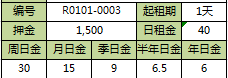 编号 R0101-0003 起租期 1天
押金 1,500 日租金 40
周日金 月日金 季日金 半年日金 年日金
30 15 9 6.5 6